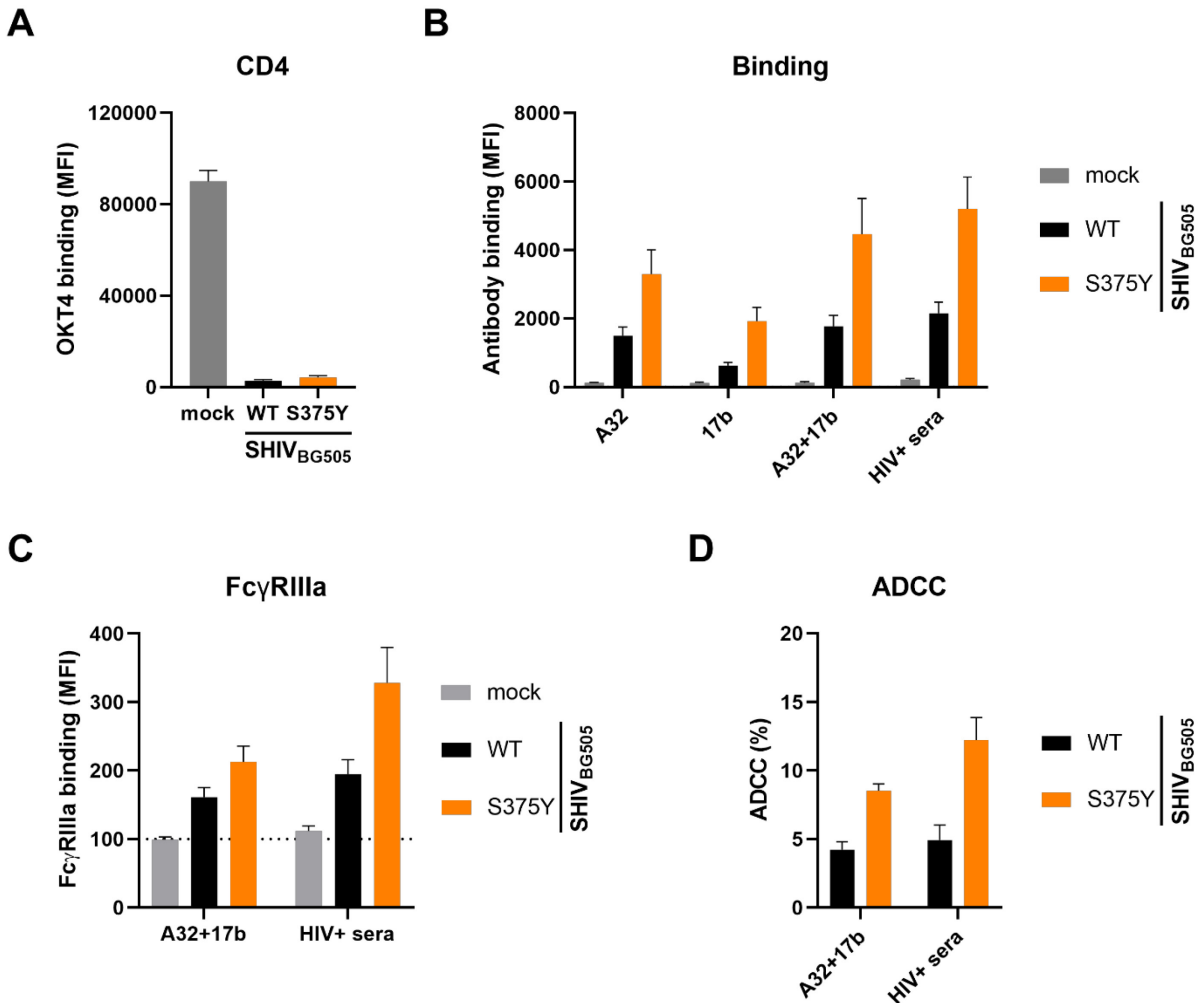 A
CD4
OKT4 binding (MFI)
120000
80000
40000
0
mock WT S375Y
SHIVBG505
B
Binding
Antibody binding (MFI)
8000
6000
4000
2000
0
A32 17b A32+17b HIV+ sera
mock
WT
S375Y
SHIVBG505
C
FcγRIIIa
FcγRIIIa binding (MFI)
400
300
200
100
0
A32+17b HIV+ sera
mock
WT
S375Y
SHIVBG505
D
ADCC
ADCC (%)
20
15
10
5
0
A32+17b HIV+ sera
WT
S375Y
SHIVBG505